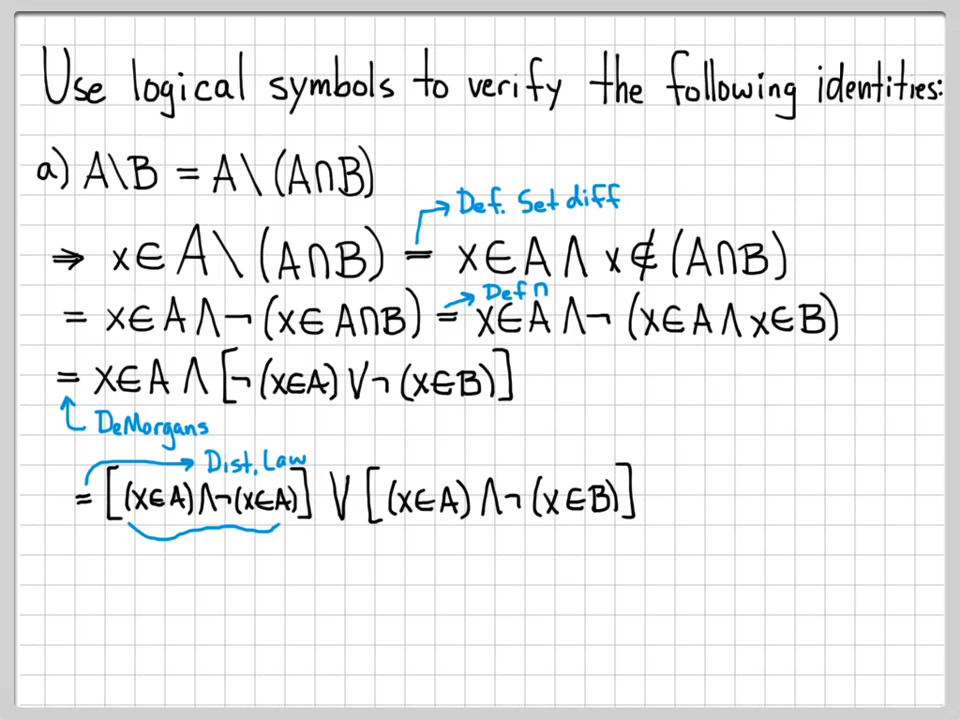 Use logical symbols to verify the following identities:
a) A\B = A\(A∩B)
Def. Set diff
⇒ x∈A\(A∩B) = x∈A ∧ x∉(A∩B)
Def ∩
= x∈A ∧ ¬(x∈A∩B) = x∈A ∧ ¬(x∈A ∧ x∈B)
= x∈A ∧ [¬(x∈A) ∨ ¬(x∈B)]
DeMorgans
Dist. Law
= [(x∈A) ∧ ¬(x∈A)] ∨ [(x∈A) ∧ ¬(x∈B)]